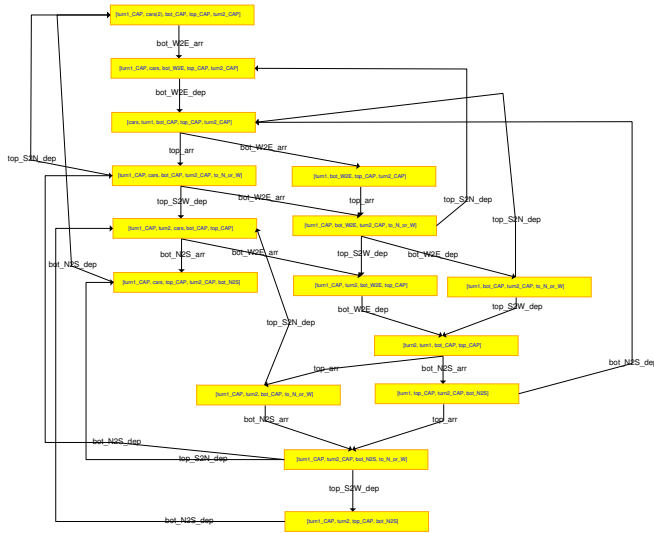 [turn1_CAP, cars(2), bot_CAP, top_CAP, turn2_CAP]
bot_W2E_arr
[turn1_CAP, cars, bot_W2E, top_CAP, turn2_CAP]
bot_W2E_dep
[cars, turn1, bot_CAP, top_CAP, turn2_CAP]
top_arr
bot_W2E_arr
top_S2N_dep
[turn1_CAP, cars, bot_CAP, turn2_CAP, to_N_or_W]
[turn1, bot_W2E, top_CAP, turn2_CAP]
top_S2W_dep
bot_W2E_arr
top_arr
top_S2N_dep
top_S2N_dep
[turn1_CAP, turn2, cars, bot_CAP, top_CAP]
[turn1_CAP, bot_W2E, turn2_CAP, to_N_or_W]
bot_N2S_dep
bot_N2S_arr
bot_W2E_arr
top_S2W_dep
bot_W2E_dep
[turn1_CAP, cars, top_CAP, turn2_CAP, bot_N2S]
[turn1_CAP, turn2, bot_W2E, top_CAP]
[turn1, bot_CAP, turn2_CAP, to_N_or_W]
top_S2N_dep
bot_W2E_dep
top_S2W_dep
[turn2, turn1, bot_CAP, top_CAP]
top_arr
bot_N2S_arr
bot_N2S_dep
[turn1_CAP, turn2, bot_CAP, to_N_or_W]
[turn1, top_CAP, turn2_CAP, bot_N2S]
bot_N2S_arr
top_arr
bot_N2S_dep
top_S2N_dep
[turn1_CAP, turn2_CAP, bot_N2S, to_N_or_W]
top_S2W_dep
bot_N2S_dep
[turn1_CAP, turn2, top_CAP, bot_N2S]